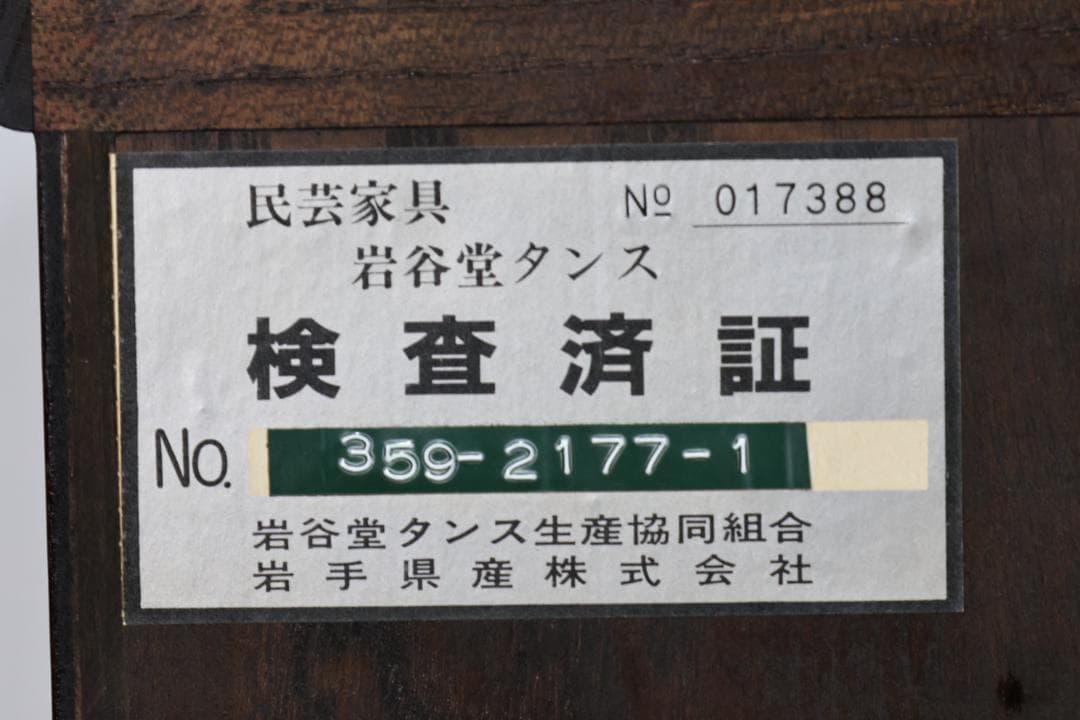 民芸家具 Nº 017388
岩谷堂タンス
検査済証
No. 359-2177-1
岩谷堂タンス生産協同組合
岩手県産株式会社